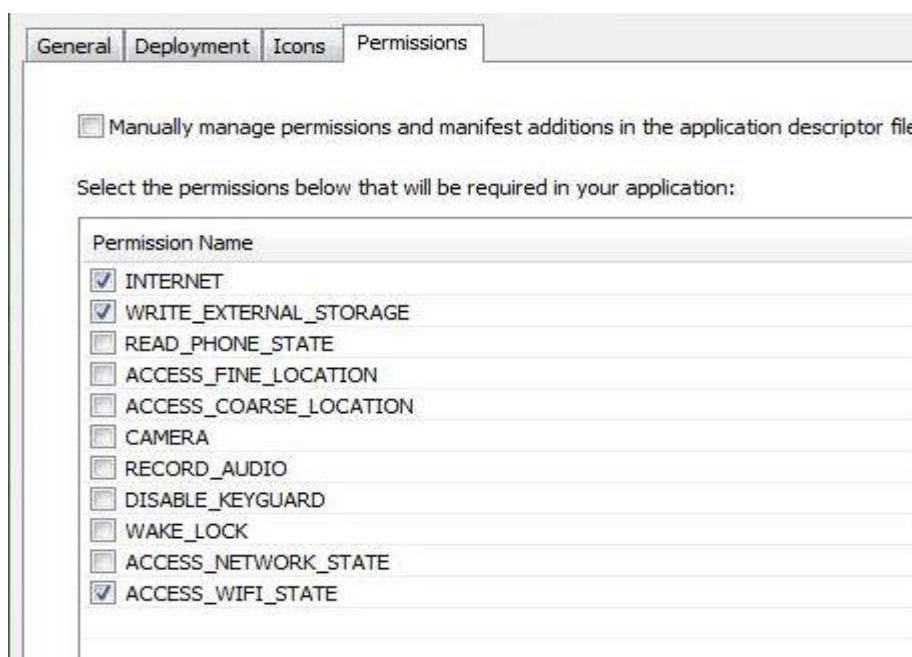 General Deployment Icons Permissions
Manually manage permissions and manifest additions in the application descriptor file
Select the permissions below that will be required in your application:
Permission Name
INTERNET
WRITE_EXTERNAL_STORAGE
READ_PHONE_STATE
ACCESS_FINE_LOCATION
ACCESS_COARSE_LOCATION
CAMERA
RECORD_AUDIO
DISABLE_KEYGUARD
WAKE_LOCK
ACCESS_NETWORK_STATE
ACCESS_WIFI_STATE